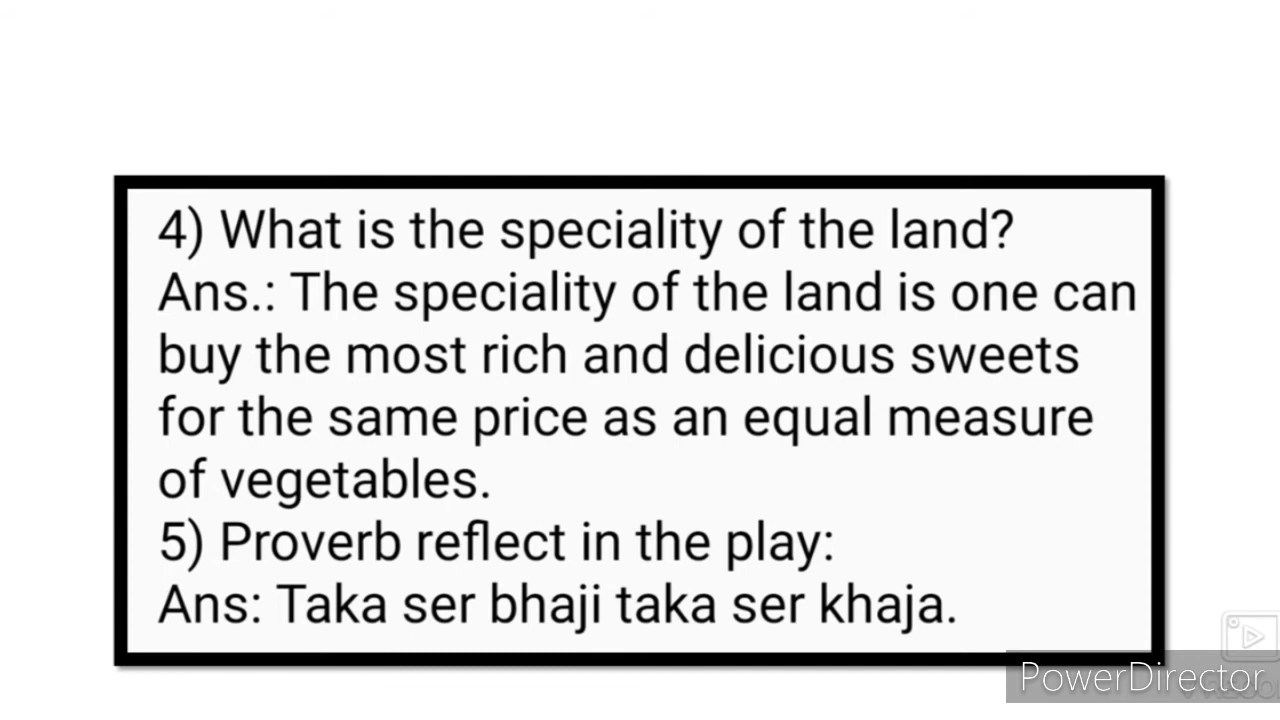 4) What is the speciality of the land?
Ans.: The speciality of the land is one can
buy the most rich and delicious sweets
for the same price as an equal measure
of vegetables.
5) Proverb reflect in the play:
Ans: Taka ser bhaji taka ser khaja.
PowerDirector